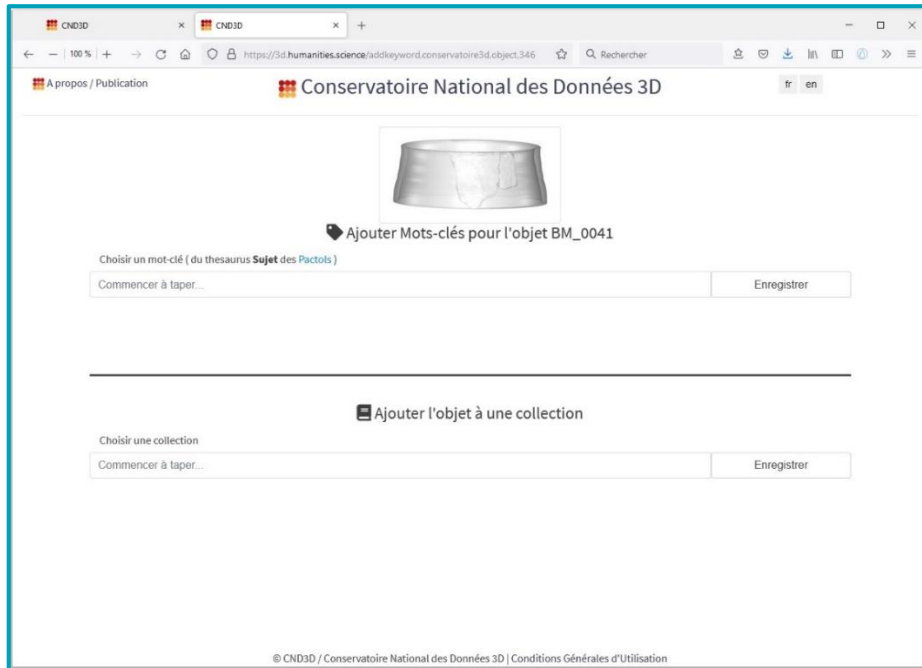 CND3D
CND3D
100 %
https://3d.humanities.science/addkeyword.conservatoire3d.object.346
Rechercher
A propos / Publication
Conservatoire National des Données 3D
fr en
Ajouter Mots-clés pour l'objet BM_0041
Choisir un mot-clé ( du thesaurus Sujet des Pactols )
Commencer à taper...
Enregistrer
Ajouter l'objet à une collection
Choisir une collection
Commencer à taper...
Enregistrer
© CND3D / Conservatoire National des Données 3D | Conditions Générales d'Utilisation